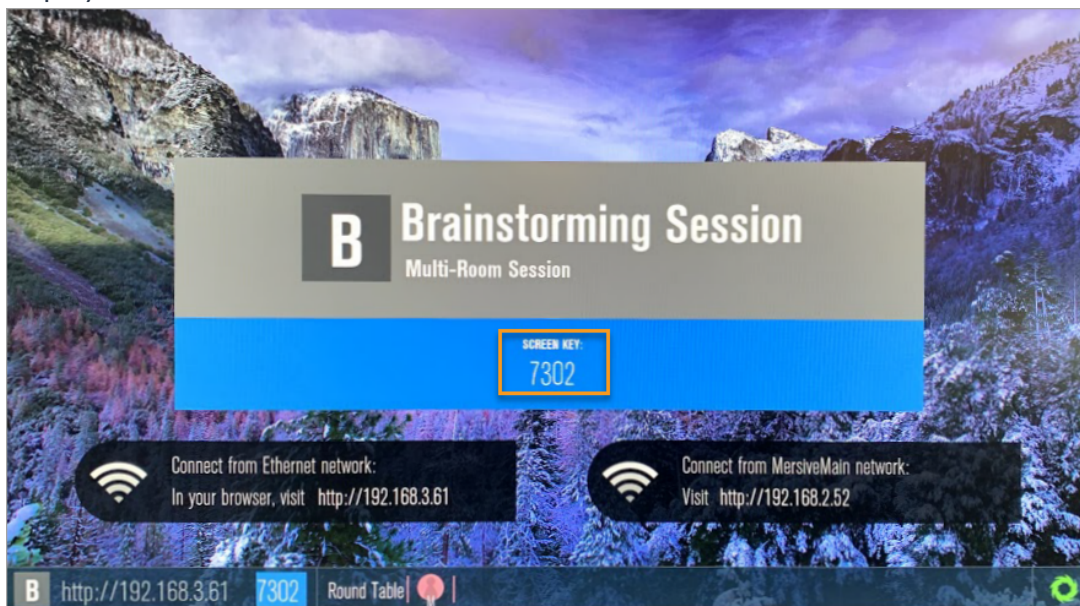 B
Brainstorming Session
Multi-Room Session
SCREEN KEY:
7302
Connect from Ethernet network:
In your browser, visit http://192.168.3.61
Connect from MersiveMain network:
Visit http://192.168.2.52
B http://192.168.3.61 7302 Round Table